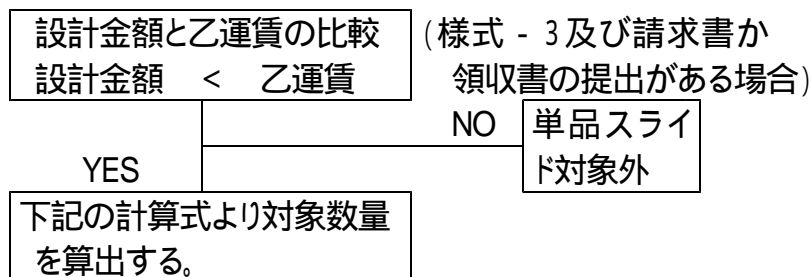 設計金額と乙運賃の比較
設計金額 < 乙運賃
(様式 - 3及び請求書か
領収書の提出がある場合)
NO
単品スライ
ド対象外
YES
下記の計算式より対象数量
を算出する。